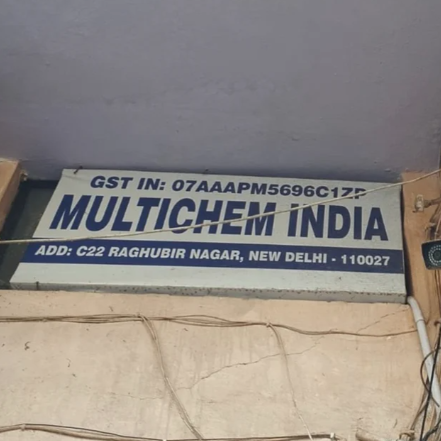 GST IN: 07AAAPM5696C1ZP
MULTICHEM INDIA
ADD: C22 RAGHUBIR NAGAR, NEW DELHI - 110027